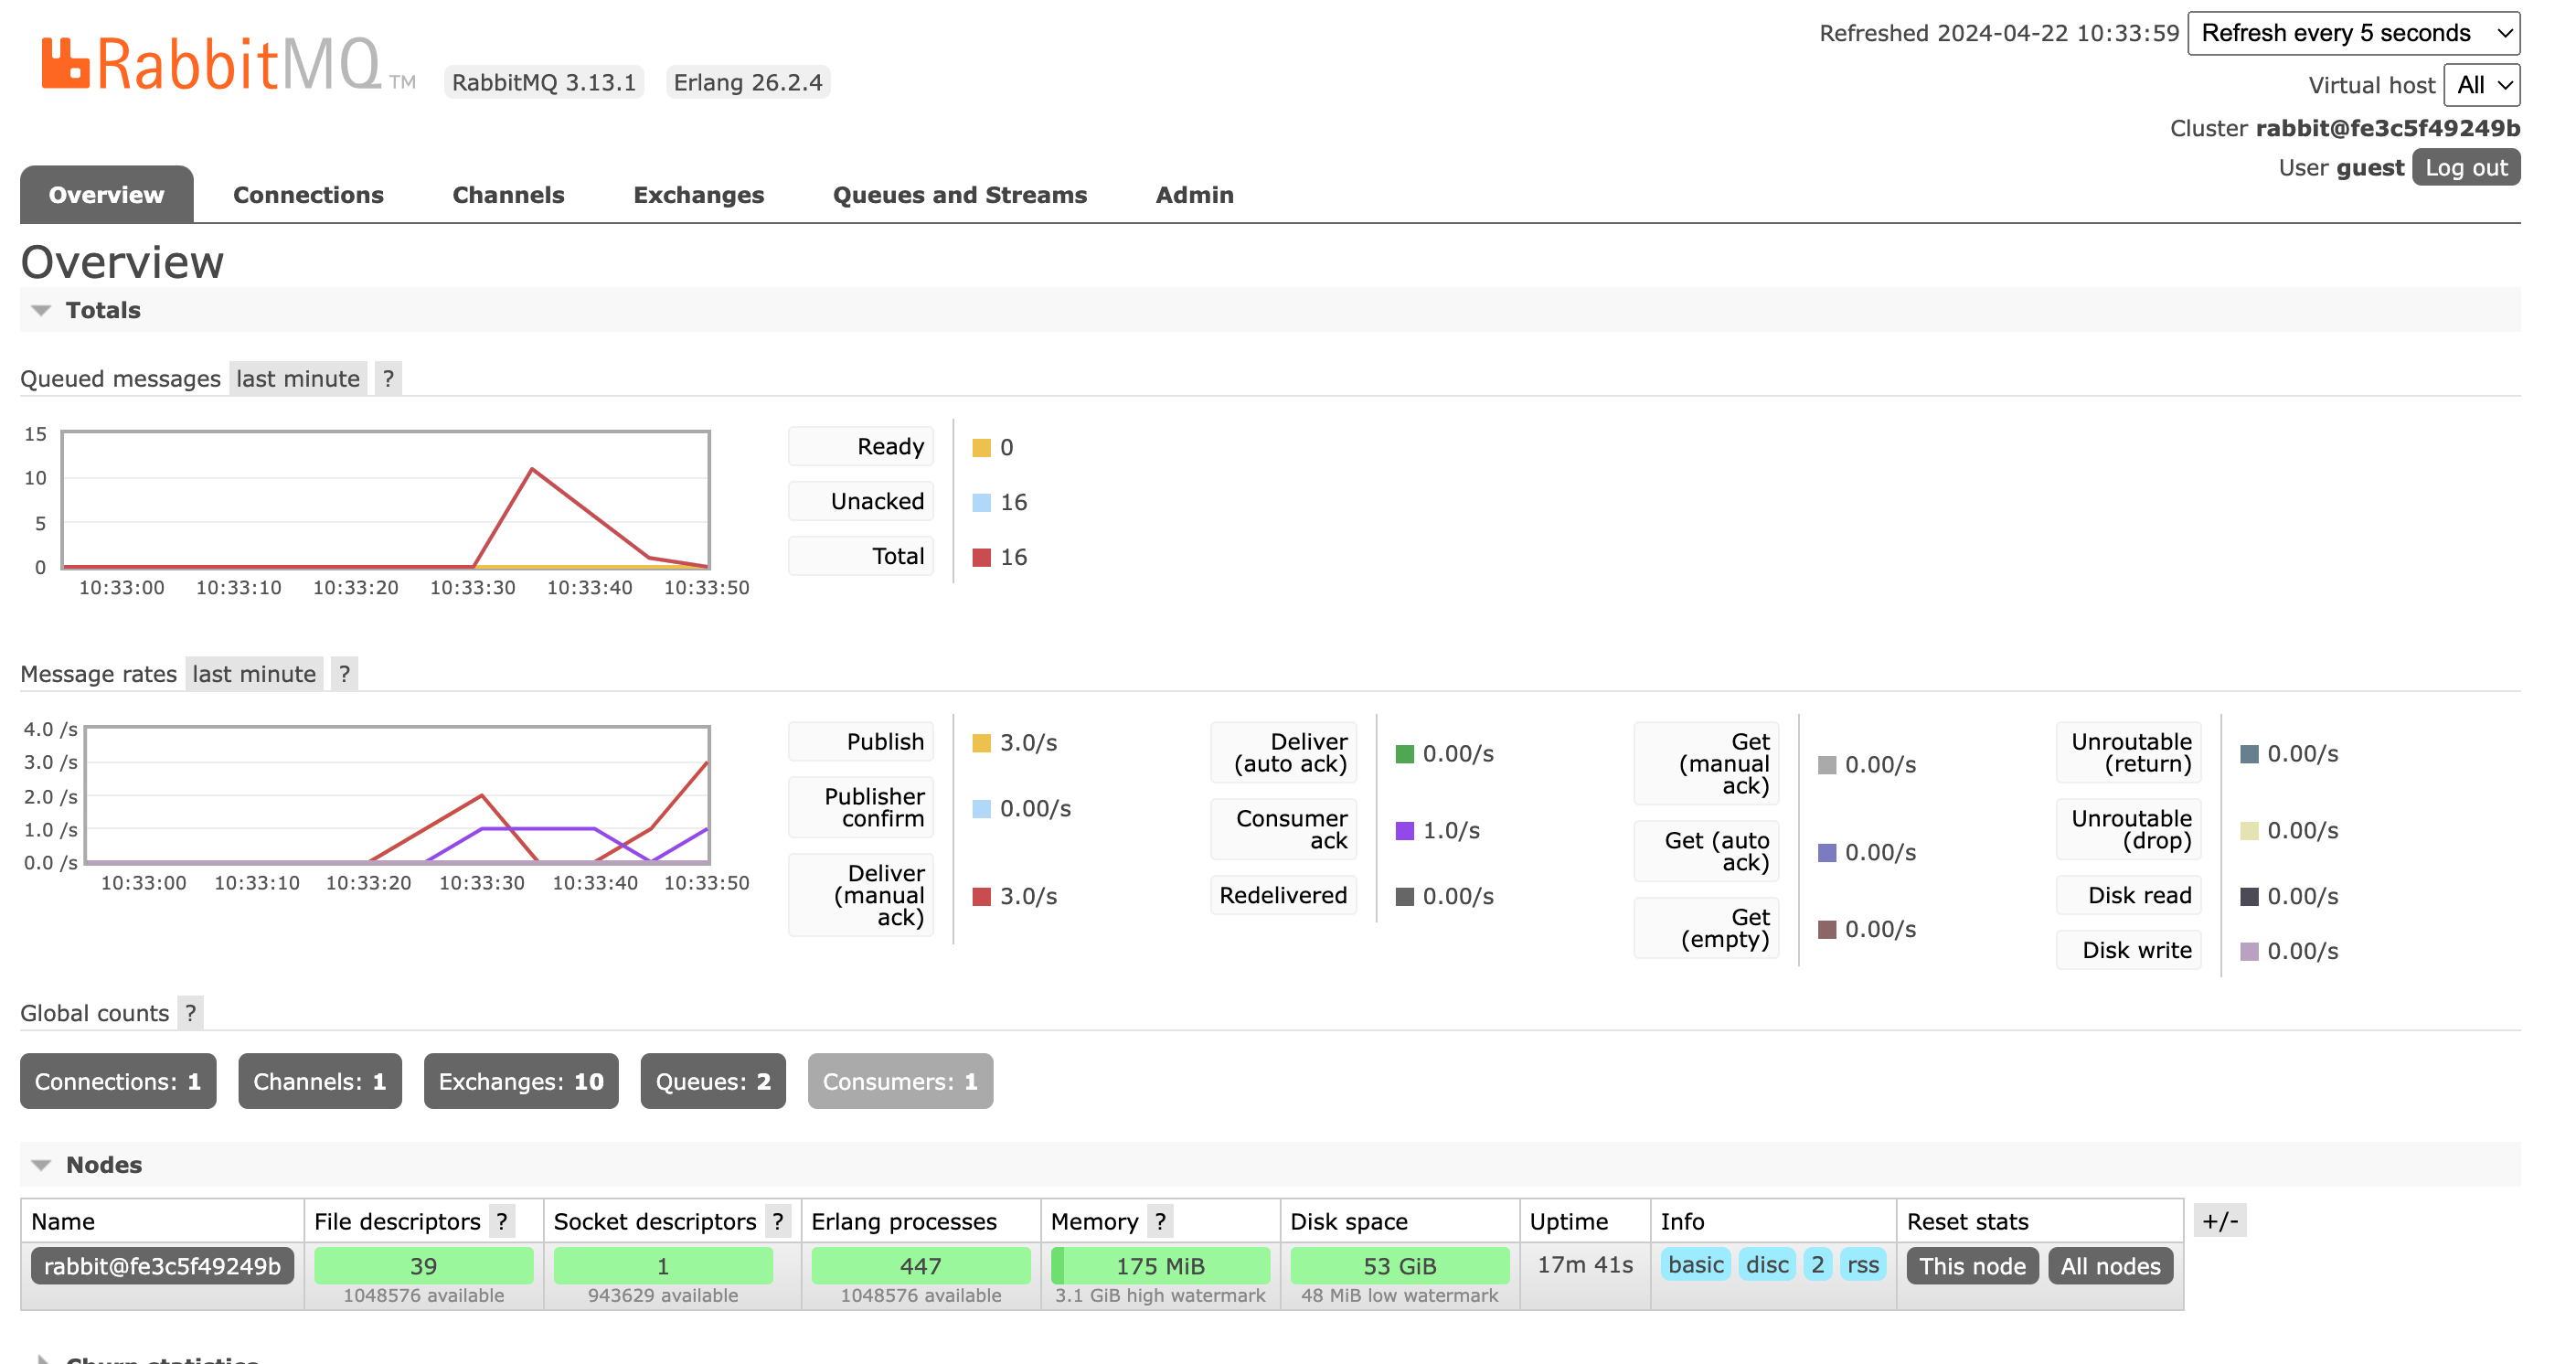 RabbitMQ TM
RabbitMQ 3.13.1
Erlang 26.2.4
Refreshed 2024-04-22 10:33:59
Refresh every 5 seconds
Virtual host All
Cluster rabbit@fe3c5f49249b
User guest Log out
Overview Connections Channels Exchanges Queues and Streams Admin
Overview
Totals
Queued messages last minute ?
15
10
5
0
10:33:00 10:33:10 10:33:20 10:33:30 10:33:40 10:33:50
Ready 0
Unacked 16
Total 16
Message rates last minute ?
4.0 /s
3.0 /s
2.0 /s
1.0 /s
0.0 /s
10:33:00 10:33:10 10:33:20 10:33:30 10:33:40 10:33:50
Publish 3.0/s
Publisher
confirm 0.00/s
Deliver
(manual
ack) 3.0/s
Deliver
(auto ack) 0.00/s
Consumer
ack 1.0/s
Redelivered 0.00/s
Get
(manual
ack) 0.00/s
Get (auto
ack) 0.00/s
Get
(empty) 0.00/s
Unroutable
(return) 0.00/s
Unroutable
(drop) 0.00/s
Disk read 0.00/s
Disk write 0.00/s
Global counts ?
Connections: 1 Channels: 1 Exchanges: 10 Queues: 2 Consumers: 1
Nodes
Name File descriptors ? Socket descriptors ? Erlang processes Memory ? Disk space Uptime Info Reset stats +/-
rabbit@fe3c5f49249b 39 1 447 175 MiB 53 GiB 17m 41s basic disc 2 rss This node All nodes
1048576 available 943629 available 1048576 available 3.1 GiB high watermark 48 MiB low watermark
Churn statistics